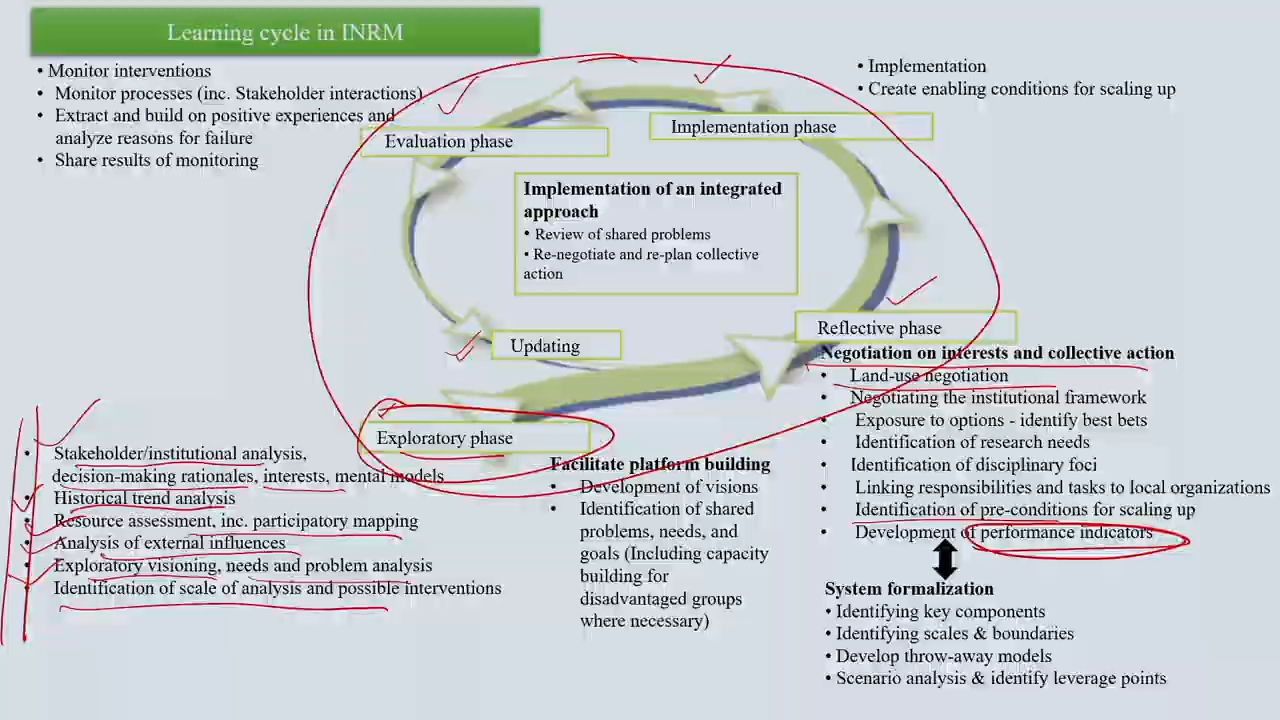 Learning cycle in INRM
• Monitor interventions
• Monitor processes (inc. Stakeholder interactions)
• Extract and build on positive experiences and
analyze reasons for failure
• Share results of monitoring
• Implementation
• Create enabling conditions for scaling up
Evaluation phase
Implementation phase
Implementation of an integrated
approach
• Review of shared problems
• Re-negotiate and re-plan collective
action
Updating
Reflective phase
Exploratory phase
• Stakeholder/institutional analysis,
decision-making rationales, interests, mental models
• Historical trend analysis
• Resource assessment, inc. participatory mapping
• Analysis of external influences
• Exploratory visioning, needs and problem analysis
• Identification of scale of analysis and possible interventions
Facilitate platform building
• Development of visions
• Identification of shared
problems, needs, and
goals (Including capacity
building for
disadvantaged groups
where necessary)
Negotiation on interests and collective action
• Land-use negotiation
• Negotiating the institutional framework
• Exposure to options - identify best bets
• Identification of research needs
• Identification of disciplinary foci
• Linking responsibilities and tasks to local organizations
• Identification of pre-conditions for scaling up
• Development of performance indicators
System formalization
• Identifying key components
• Identifying scales & boundaries
• Develop throw-away models
• Scenario analysis & identify leverage points